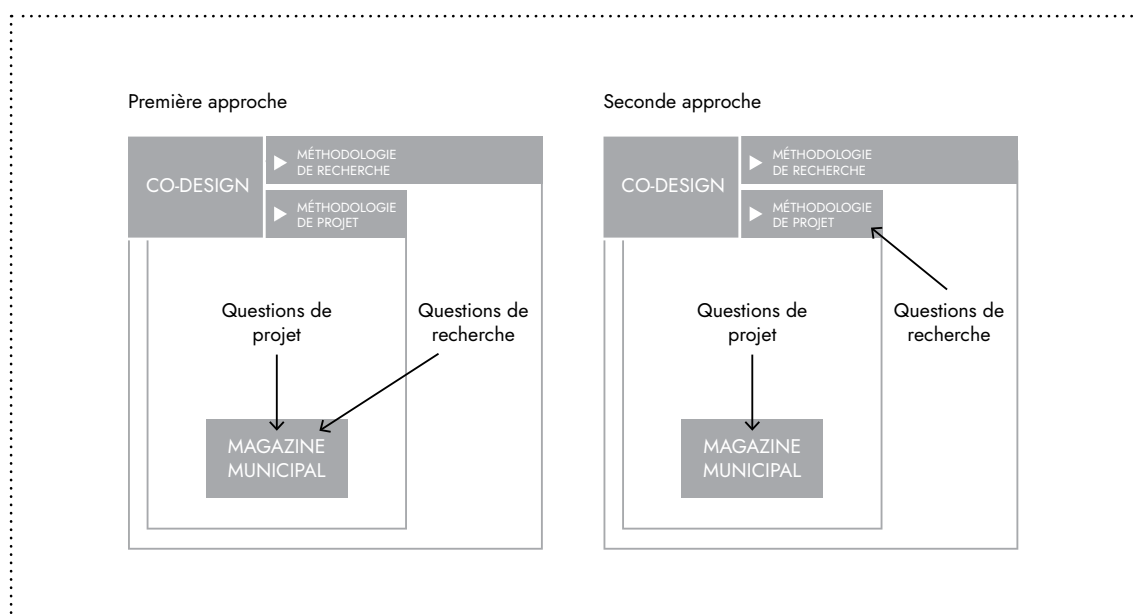 Première approche
CO-DESIGN
MÉTHODOLOGIE
DE RECHERCHE
MÉTHODOLOGIE
DE PROJET
Questions de
projet
Questions de
recherche
MAGAZINE
MUNICIPAL
Seconde approche
CO-DESIGN
MÉTHODOLOGIE
DE RECHERCHE
MÉTHODOLOGIE
DE PROJET
Questions de
projet
Questions de
recherche
MAGAZINE
MUNICIPAL